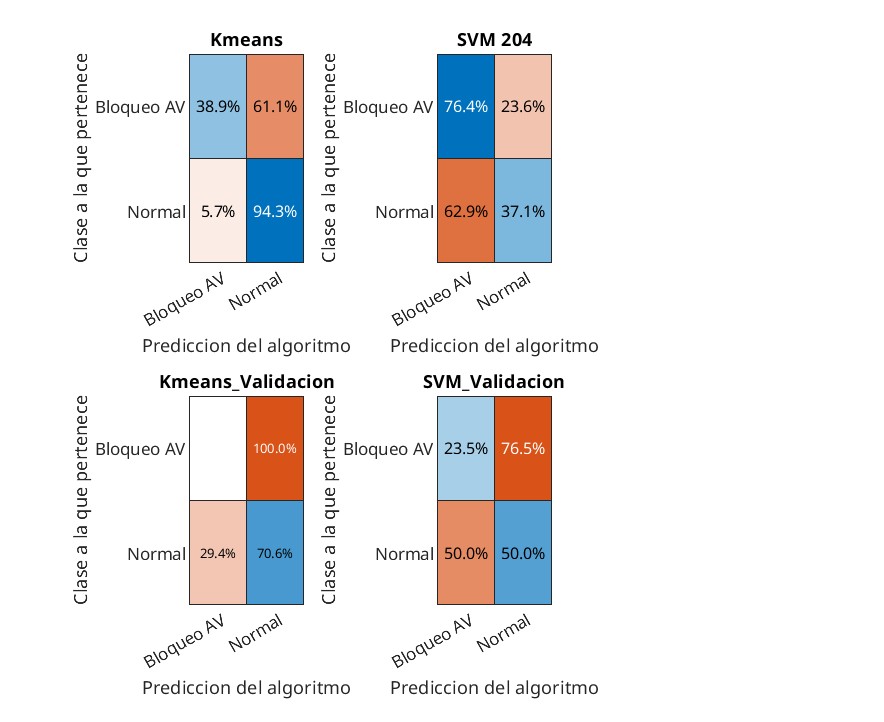 Kmeans
Clase a la que pertenece
Bloqueo AV 38.9% 61.1%
Normal 5.7% 94.3%
Bloqueo AV Normal
Prediccion del algoritmo
SVM 204
Clase a la que pertenece
Bloqueo AV 76.4% 23.6%
Normal 62.9% 37.1%
Bloqueo AV Normal
Prediccion del algoritmo
Kmeans_Validacion
Clase a la que pertenece
Bloqueo AV 100.0%
Normal 29.4% 70.6%
Bloqueo AV Normal
Prediccion del algoritmo
SVM_Validacion
Clase a la que pertenece
Bloqueo AV 23.5% 76.5%
Normal 50.0% 50.0%
Bloqueo AV Normal
Prediccion del algoritmo